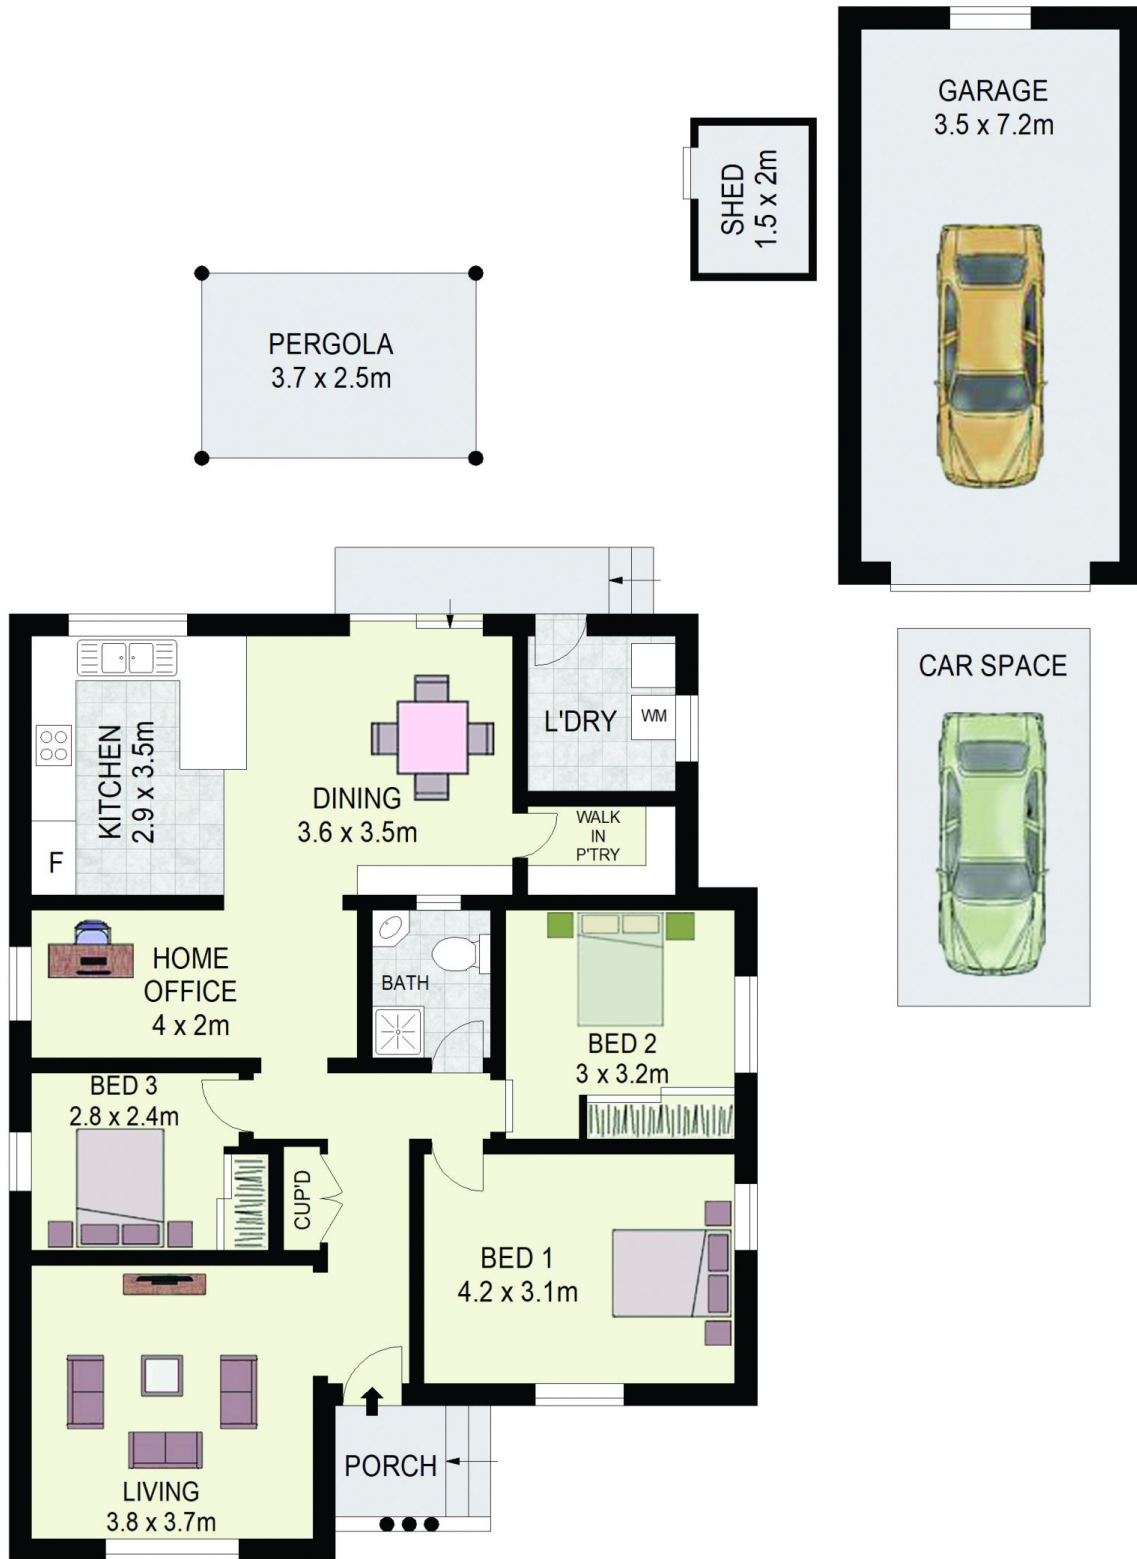 GARAGE
3.5 x 7.2m
SHED
1.5 x 2m
PERGOLA
3.7 x 2.5m
CAR SPACE
KITCHEN
2.9 x 3.5m
F
DINING
3.6 x 3.5m
L'DRY
WM
WALK
IN
P'TRY
HOME
OFFICE
4 x 2m
BATH
BED 2
3 x 3.2m
BED 3
2.8 x 2.4m
CUP'D
BED 1
4.2 x 3.1m
LIVING
3.8 x 3.7m
PORCH